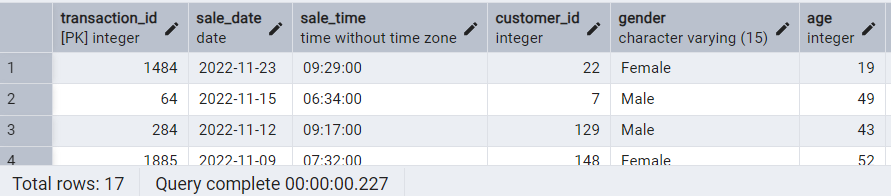 transaction_id sale_date sale_time customer_id gender age
[PK] integer date time without time zone integer character varying (15) integer
1 1484 2022-11-23 09:29:00 22 Female 19
2 64 2022-11-15 06:34:00 7 Male 49
3 284 2022-11-12 09:17:00 129 Male 43
4 1885 2022-11-09 07:32:00 148 Female 52
Total rows: 17 Query complete 00:00:00.227